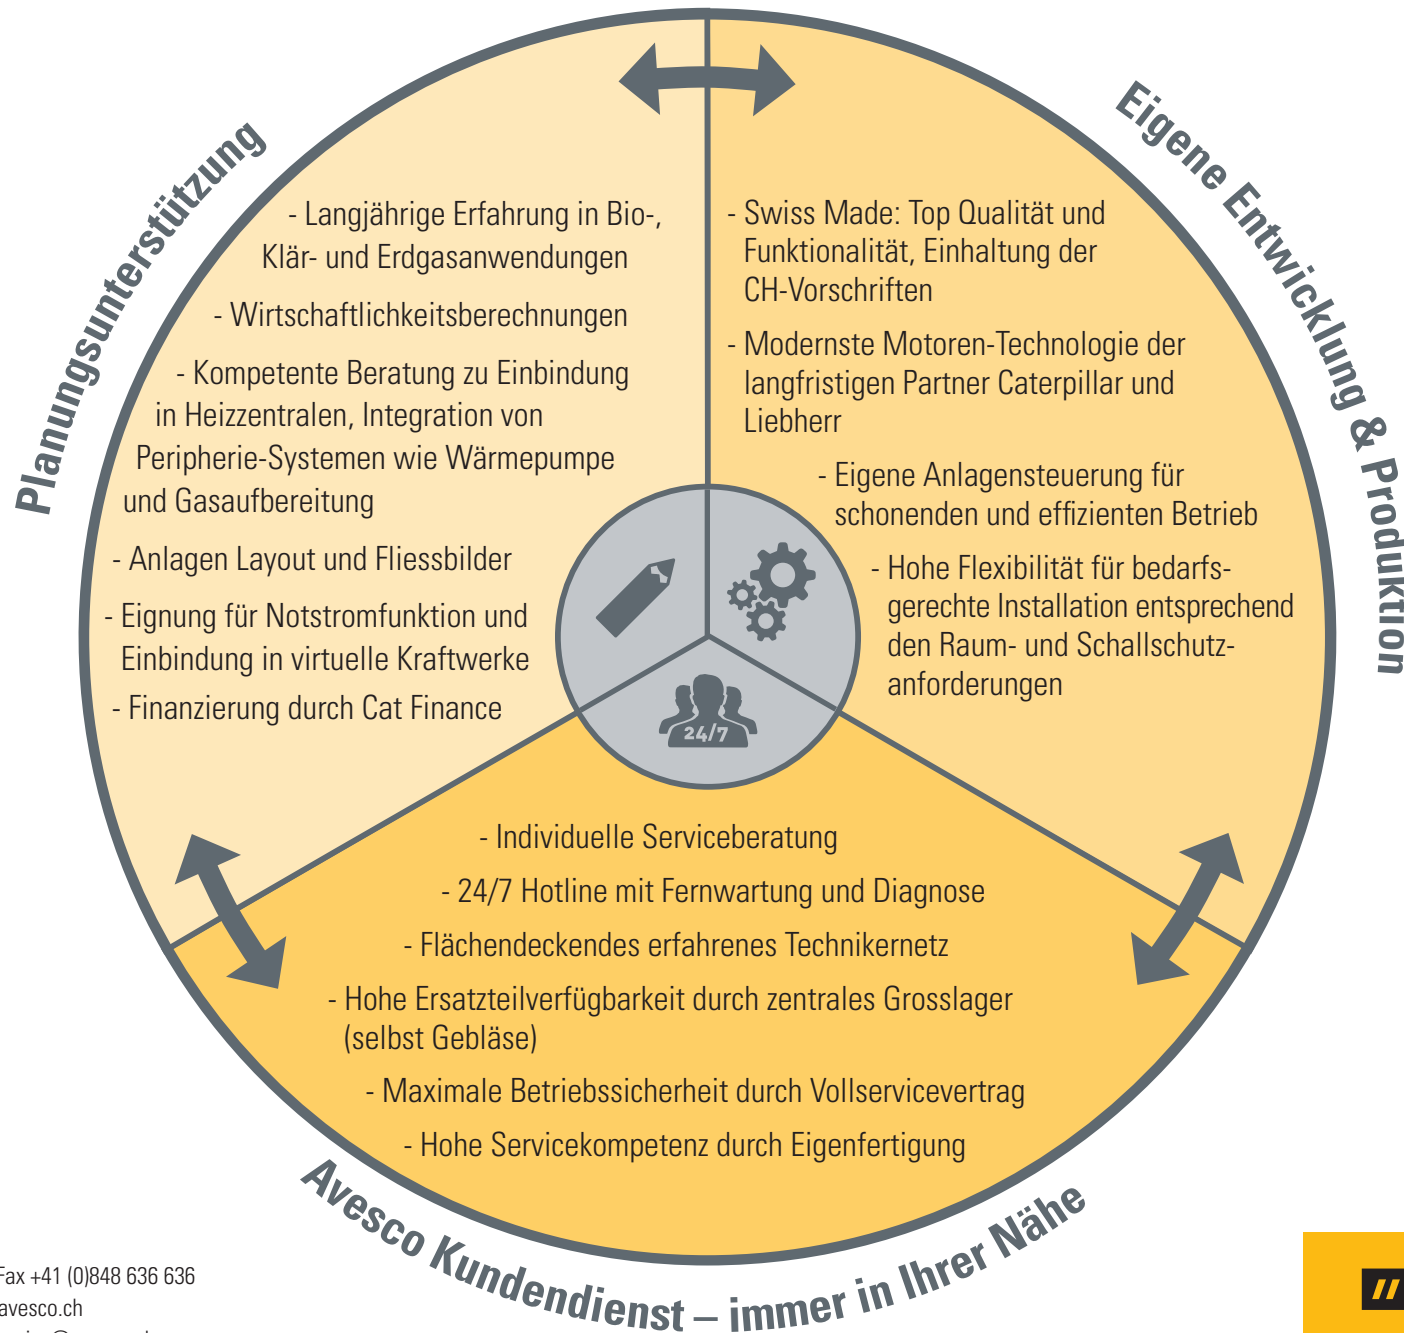 Planungsunterstützung
- Langjährige Erfahrung in Bio-,
Klär- und Erdgasanwendungen
- Wirtschaftlichkeitsberechnungen
- Kompetente Beratung zu Einbindung
in Heizzentralen, Integration von
Peripherie-Systemen wie Wärmepumpe
und Gasaufbereitung
- Anlagen Layout und Fliessbilder
- Eignung für Notstromfunktion und
Einbindung in virtuelle Kraftwerke
- Finanzierung durch Cat Finance
Eigene Entwicklung & Produktion
- Swiss Made: Top Qualität und
Funktionalität, Einhaltung der
CH-Vorschriften
- Modernste Motoren-Technologie der
langfristigen Partner Caterpillar und
Liebherr
- Eigene Anlagensteuerung für
schonenden und effizienten Betrieb
- Hohe Flexibilität für bedarfs-
gerechte Installation entsprechend
den Raum- und Schallschutz-
anforderungen
24/7
- Individuelle Serviceberatung
- 24/7 Hotline mit Fernwartung und Diagnose
- Flächendeckendes erfahrenes Technikernetz
- Hohe Ersatzteilverfügbarkeit durch zentrales Grosslager
(selbst Gebläse)
- Maximale Betriebssicherheit durch Vollservicevertrag
- Hohe Servicekompetenz durch Eigenfertigung
Avesco Kundendienst – immer in Ihrer Nähe
Fax +41 (0)848 636 636
avesco.ch